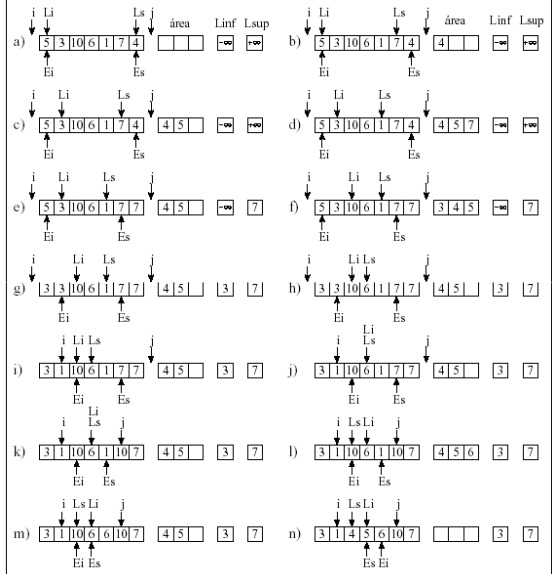 i Li Ls j área Linf Lsup i Li Ls j área Linf Lsup
a) 5 3 10 6 1 7 4 -∞ +∞ b) 5 3 10 6 1 7 4 4 -∞ +∞
Ei Es Ei Es
i Li Ls j i Li Ls j
c) 5 3 10 6 1 7 4 4 5 -∞ +∞ d) 5 3 10 6 1 7 4 4 5 7 -∞ +∞
Ei Es Ei Es
i Li Ls j i Li Ls j
e) 5 3 10 6 1 7 7 4 5 -∞ 7 f) 5 3 10 6 1 7 7 3 4 5 -∞ 7
Ei Es Ei Es
i Li Ls j i Li Ls j
g) 3 3 10 6 1 7 7 4 5 3 7 h) 3 3 10 6 1 7 7 4 5 3 7
Ei Es Ei Es
i Li Ls j i Li Ls j
i) 3 1 10 6 1 7 7 4 5 3 7 j) 3 1 10 6 1 7 7 4 5 3 7
Ei Es Ei Es
i Li Ls j i Ls Li j
k) 3 1 10 6 1 10 7 4 5 3 7 l) 3 1 10 6 1 10 7 4 5 6 3 7
Ei Es Ei Es
i Ls Li j i Ls Li j
m) 3 1 10 6 6 10 7 4 5 3 7 n) 3 1 4 5 6 10 7 3 7
Ei Es Es Ei